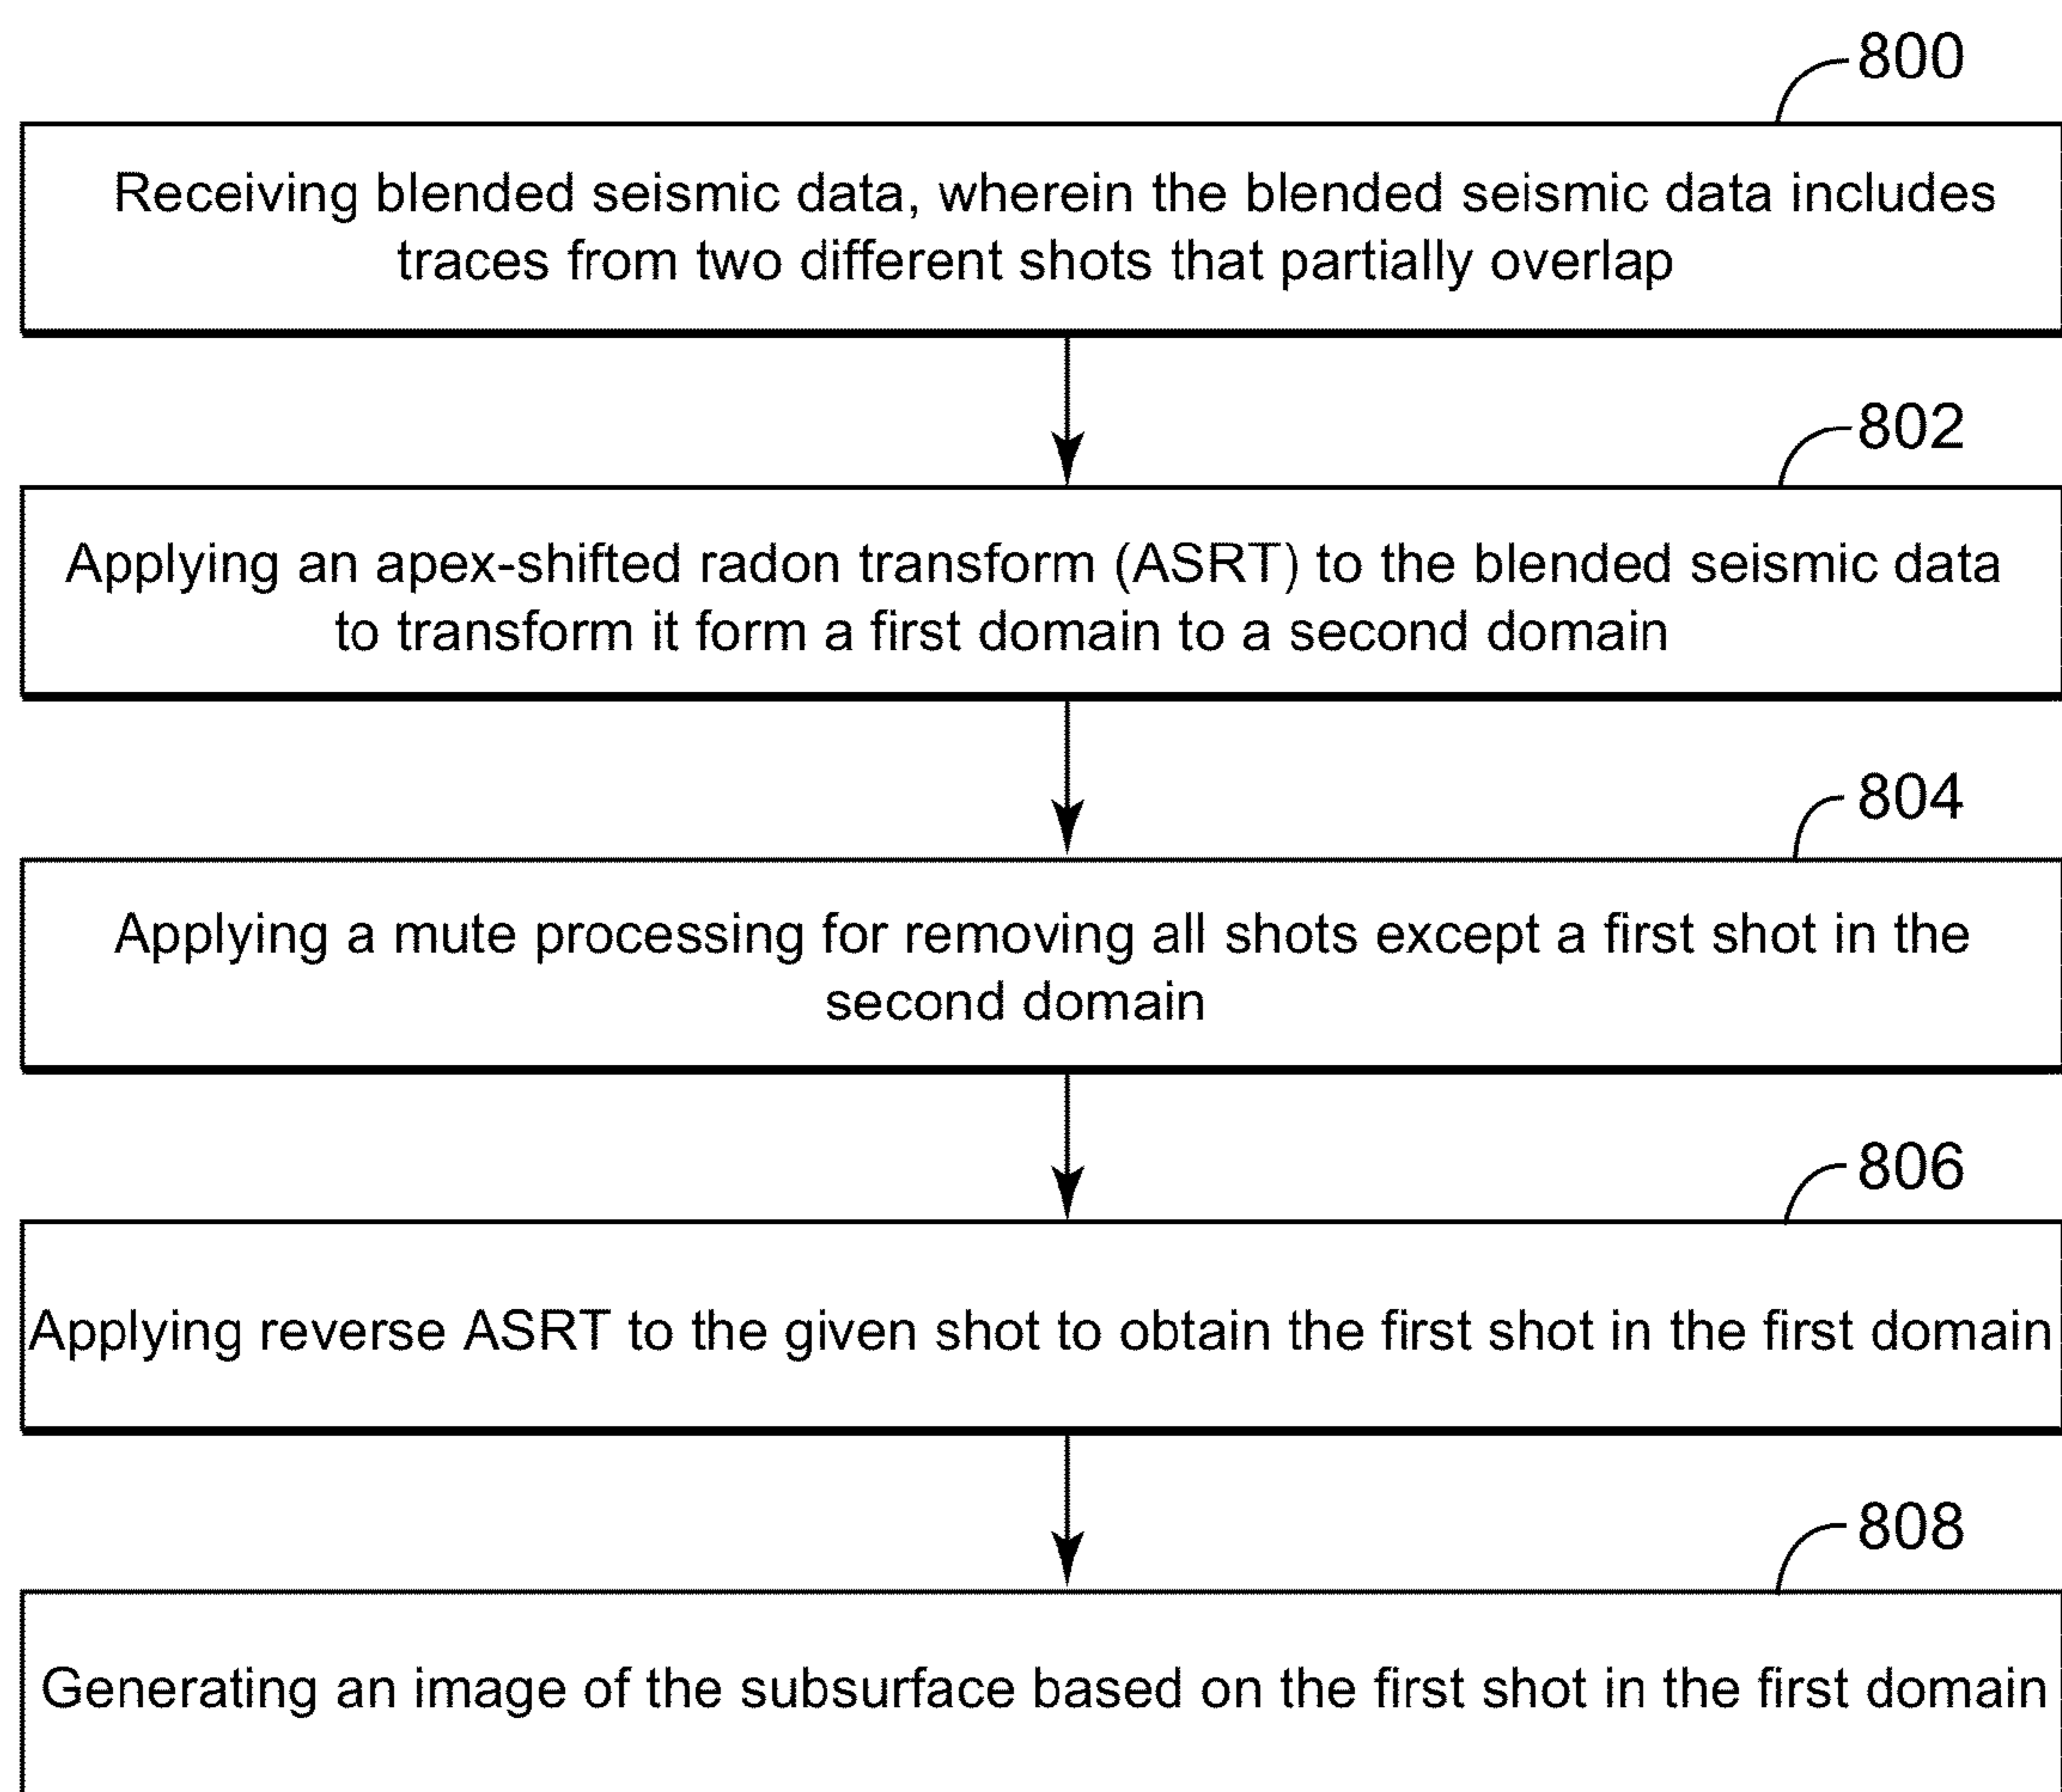 800
Receiving blended seismic data, wherein the blended seismic data includes
traces from two different shots that partially overlap
802
Applying an apex-shifted radon transform (ASRT) to the blended seismic data
to transform it form a first domain to a second domain
804
Applying a mute processing for removing all shots except a first shot in the
second domain
806
Applying reverse ASRT to the given shot to obtain the first shot in the first domain
808
Generating an image of the subsurface based on the first shot in the first domain